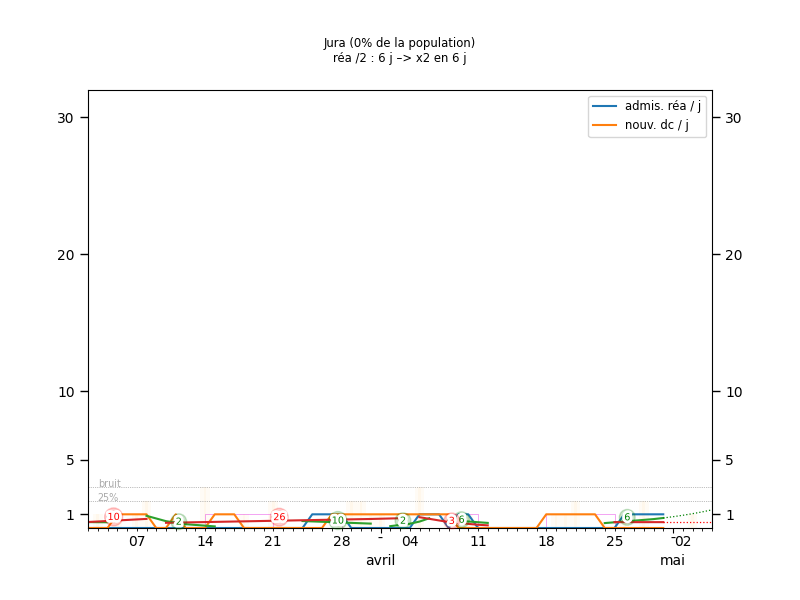 Jura (0% de la population)
réa /2 : 6 j –> x2 en 6 j
admis. réa / j
nouv. dc / j
30 30
20 20
10 10
5 5
bruit
25%
1 1
10 2 26 10 2 3 6 6
07 14 21 28 - 04 11 18 25 - 02
avril mai